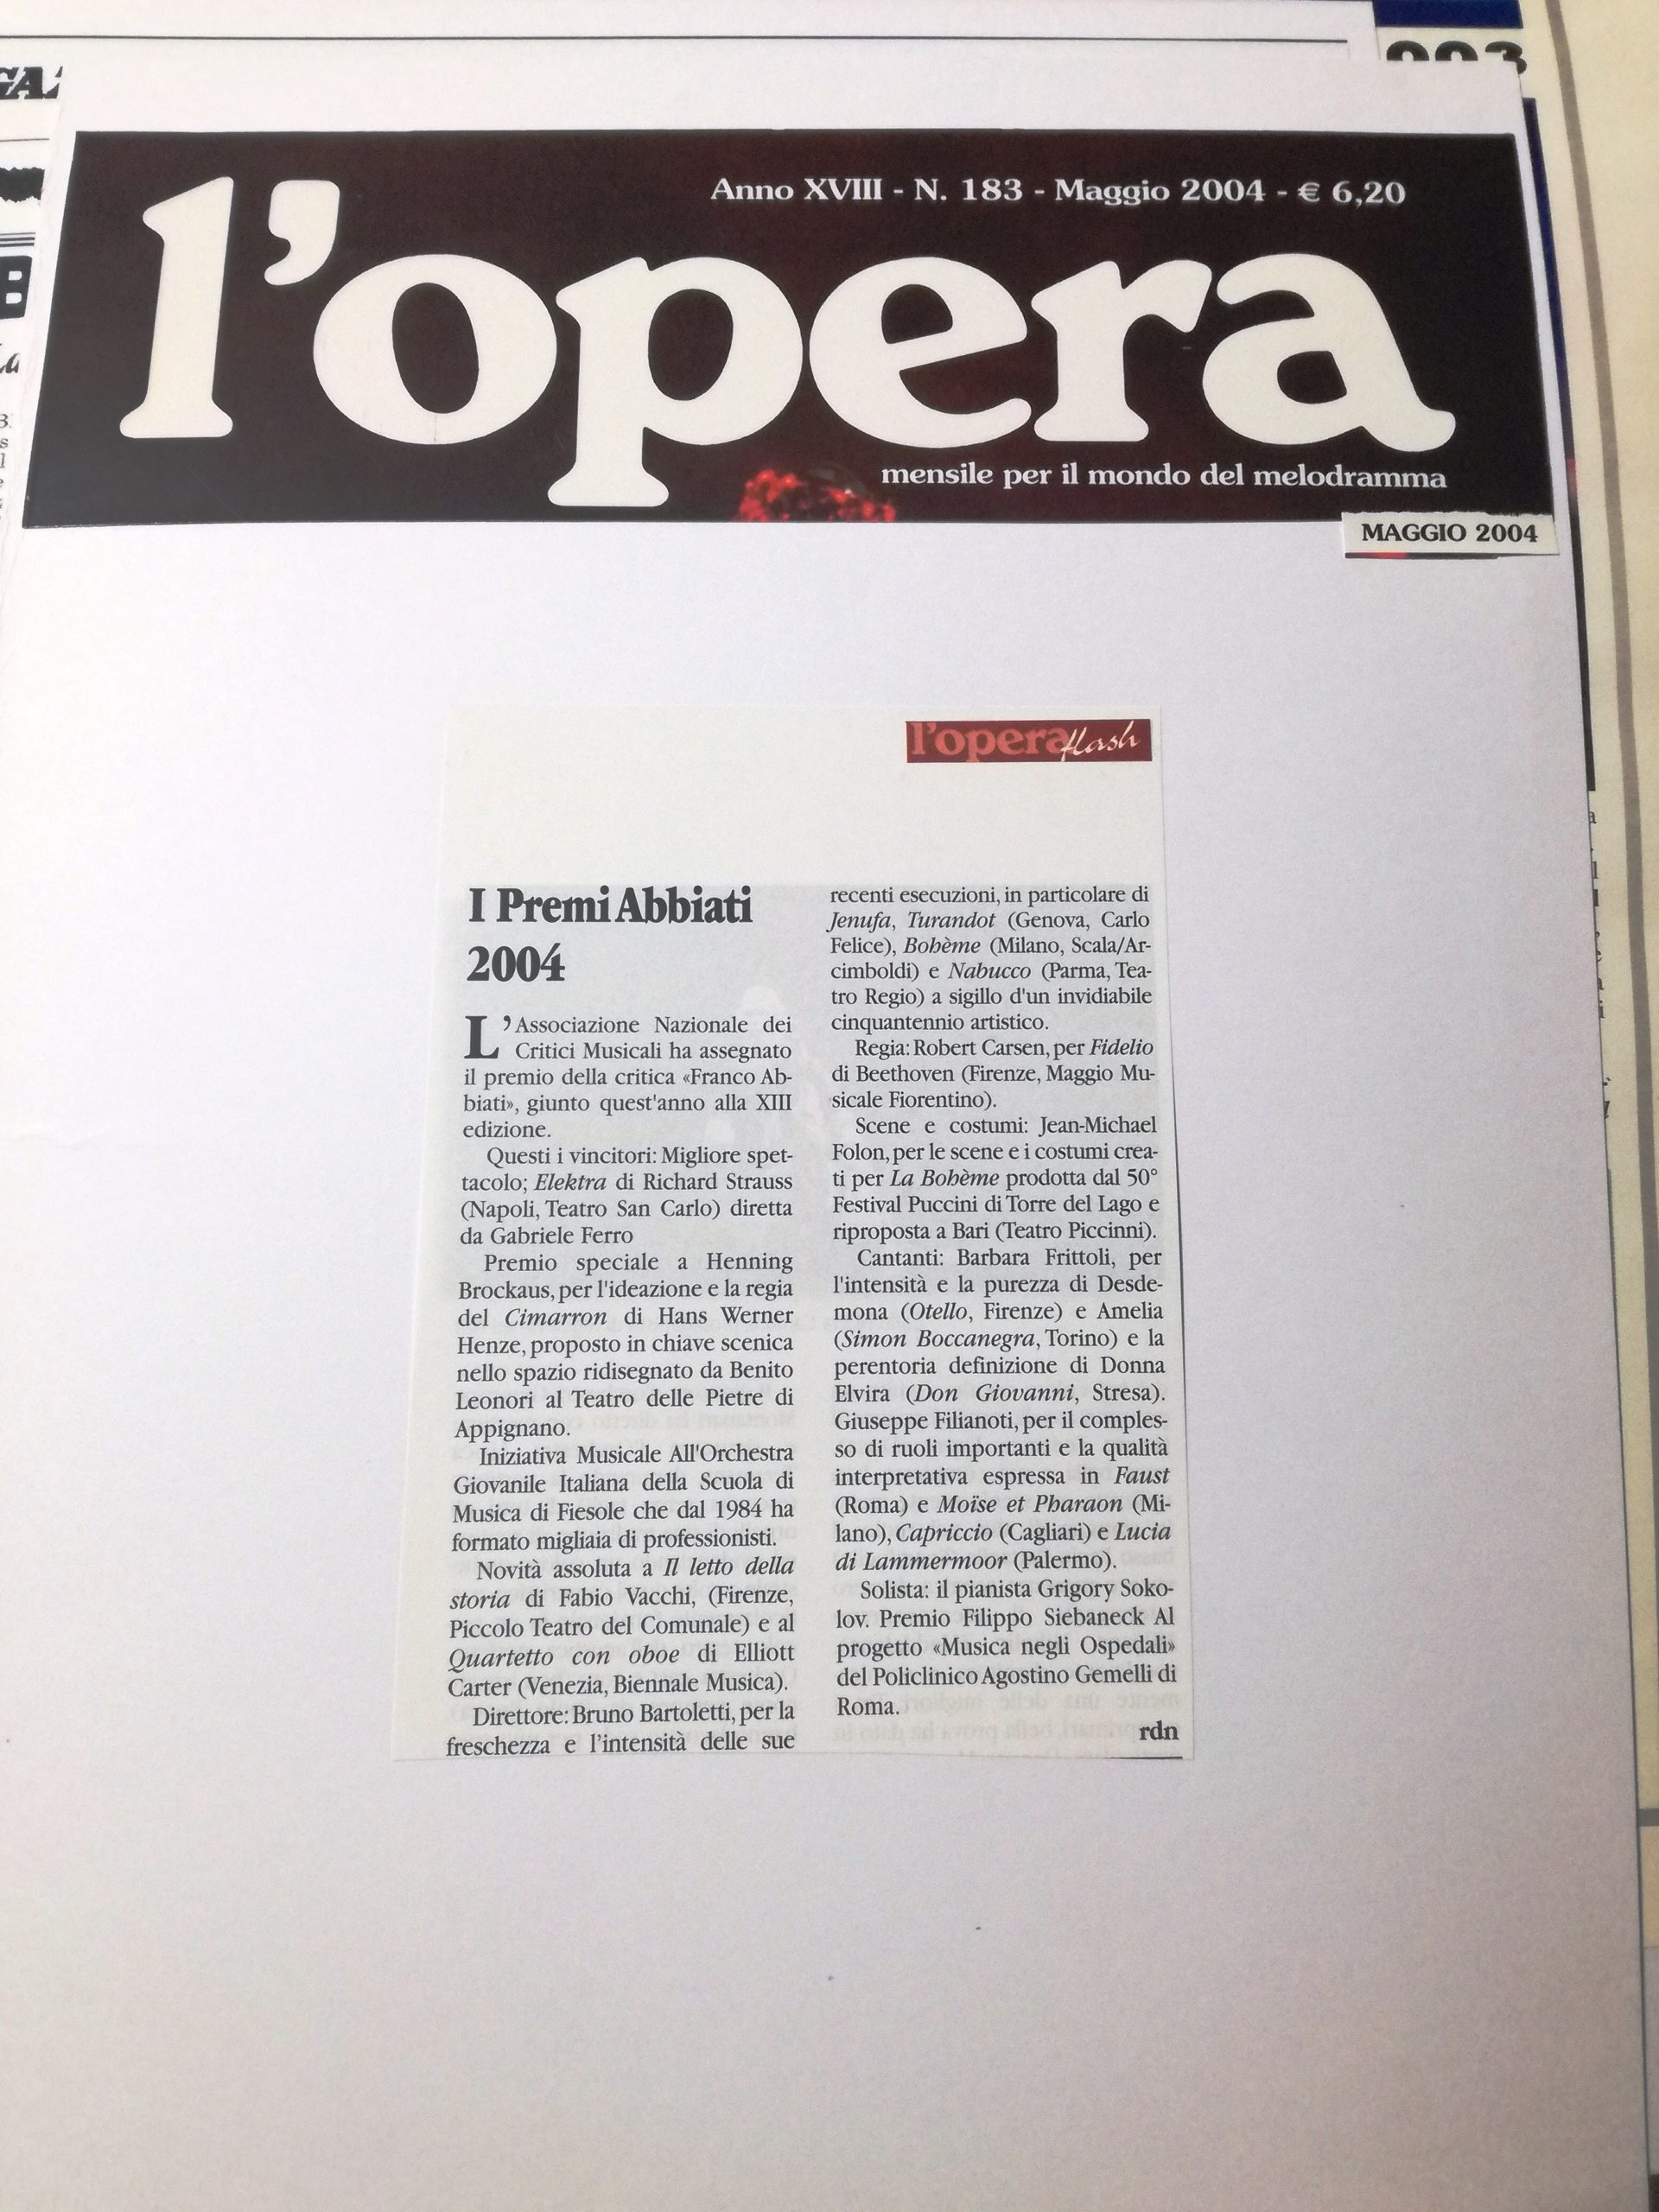 GA
993
Anno XVIII - N. 183 - Maggio 2004 - € 6,20
l'opera
mensile per il mondo del melodramma
MAGGIO 2004
l'opera flash
I Premi Abbiati
2004
L'Associazione Nazionale dei
Critici Musicali ha assegnato
il premio della critica «Franco Ab-
biati», giunto quest'anno alla XIII
edizione.
Questi i vincitori: Migliore spet-
tacolo; Elektra di Richard Strauss
(Napoli, Teatro San Carlo) diretta
da Gabriele Ferro
Premio speciale a Henning
Brockaus, per l'ideazione e la regia
del Cimarron di Hans Werner
Henze, proposto in chiave scenica
nello spazio ridisegnato da Benito
Leonori al Teatro delle Pietre di
Appignano.
Iniziativa Musicale All'Orchestra
Giovanile Italiana della Scuola di
Musica di Fiesole che dal 1984 ha
formato migliaia di professionisti.
Novità assoluta a Il letto della
storia di Fabio Vacchi, (Firenze,
Piccolo Teatro del Comunale) e al
Quartetto con oboe di Elliott
Carter (Venezia, Biennale Musica).
Direttore: Bruno Bartoletti, per la
freschezza e l'intensità delle sue
recenti esecuzioni, in particolare di
Jenufa, Turandot (Genova, Carlo
Felice), Bohème (Milano, Scala/Ar-
cimboldi) e Nabucco (Parma, Tea-
tro Regio) a sigillo d'un invidiabile
cinquantennio artistico.
Regia: Robert Carsen, per Fidelio
di Beethoven (Firenze, Maggio Mu-
sicale Fiorentino).
Scene e costumi: Jean-Michael
Folon, per le scene e i costumi crea-
ti per La Bohème prodotta dal 50°
Festival Puccini di Torre del Lago e
riproposta a Bari (Teatro Piccinni).
Cantanti: Barbara Frittoli, per
l'intensità e la purezza di Desde-
mona (Otello, Firenze) e Amelia
(Simon Boccanegra, Torino) e la
perentoria definizione di Donna
Elvira (Don Giovanni, Stresa).
Giuseppe Filianoti, per il comples-
so di ruoli importanti e la qualità
interpretativa espressa in Faust
(Roma) e Moïse et Pharaon (Mi-
lano), Capriccio (Cagliari) e Lucia
di Lammermoor (Palermo).
Solista: il pianista Grigory Soko-
lov. Premio Filippo Siebaneck Al
progetto «Musica negli Ospedali»
del Policlinico Agostino Gemelli di
Roma.
rdn